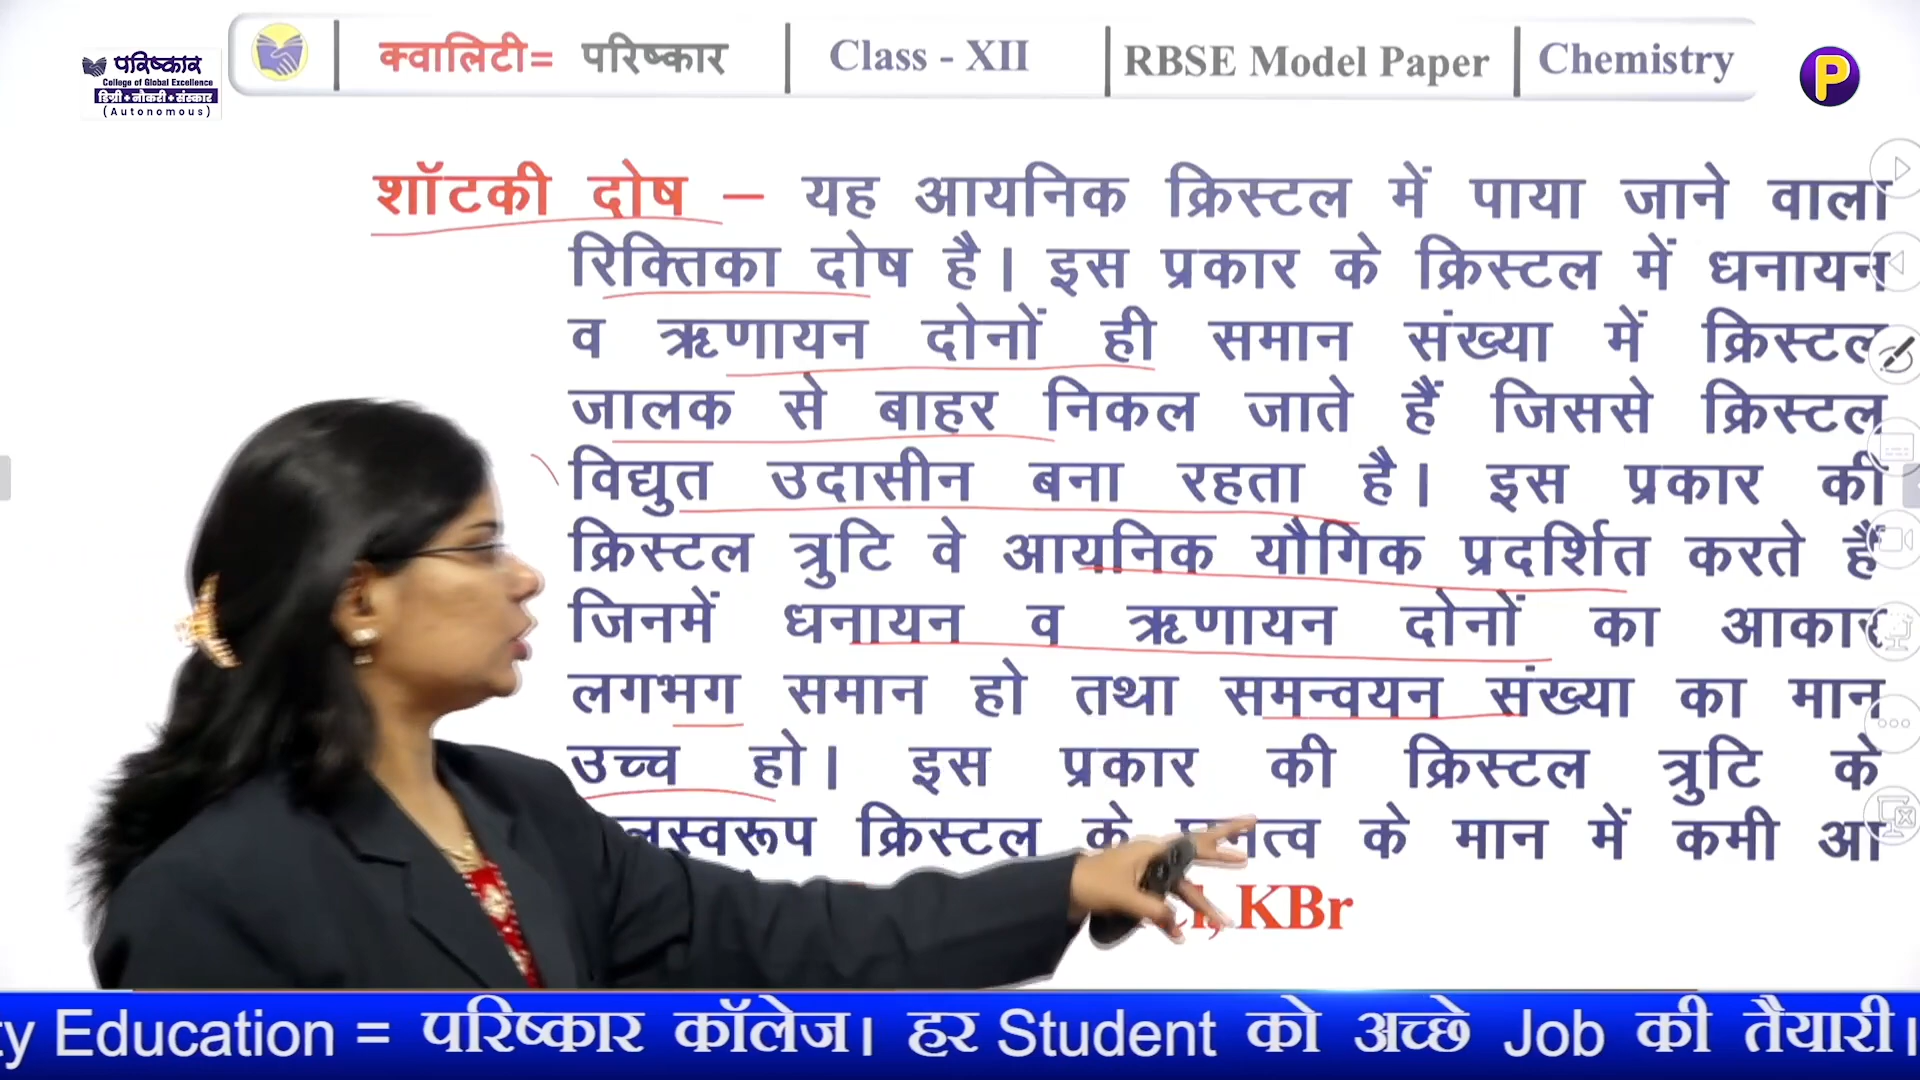 परिष्कार
College of Global Excellence
डिग्री + नौकरी + संस्कार
(Autonomous)
क्वालिटी= परिष्कार
Class - XII
RBSE Model Paper
Chemistry
P
शॉटकी दोष – यह आयनिक क्रिस्टल में पाया जाने वाला
रिक्तिका दोष है। इस प्रकार के क्रिस्टल में धनायन
व ऋणायन दोनों ही समान संख्या में क्रिस्टल
जालक से बाहर निकल जाते हैं जिससे क्रिस्टल
विद्युत उदासीन बना रहता है। इस प्रकार की
क्रिस्टल त्रुटि वे आयनिक यौगिक प्रदर्शित करते हैं
जिनमें धनायन व ऋणायन दोनों का आकार
लगभग समान हो तथा समन्वयन संख्या का मान
उच्च हो। इस प्रकार की क्रिस्टल त्रुटि के
क्रिस्टल के के मान में कमी आ
KBr
Education = परिष्कार कॉलेज। हर Student को अच्छे Job की तैयारी।